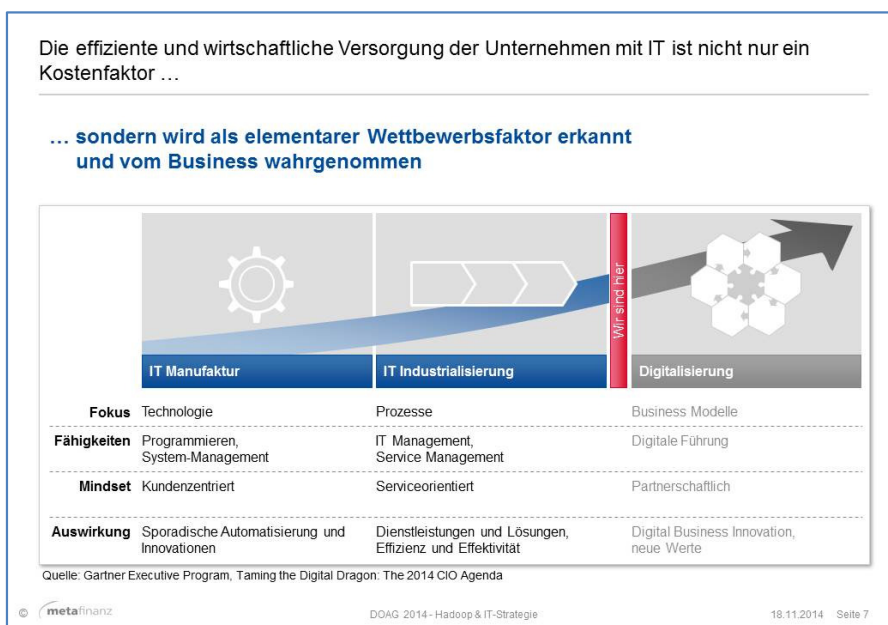 Die effiziente und wirtschaftliche Versorgung der Unternehmen mit IT ist nicht nur ein
Kostenfaktor …
… sondern wird als elementarer Wettbewerbsfaktor erkannt
und vom Business wahrgenommen
Wir sind hier
IT Manufaktur IT Industrialisierung Digitalisierung
Fokus Technologie Prozesse Business Modelle
Fähigkeiten Programmieren, IT Management, Digitale Führung
System-Management Service Management
Mindset Kundenzentriert Serviceorientiert Partnerschaftlich
Auswirkung Sporadische Automatisierung und Dienstleistungen und Lösungen, Digital Business Innovation,
Innovationen Effizienz und Effektivität neue Werte
Quelle: Gartner Executive Program, Taming the Digital Dragon: The 2014 CIO Agenda
© metafinanz DOAG 2014 - Hadoop & IT-Strategie 18.11.2014 Seite 7